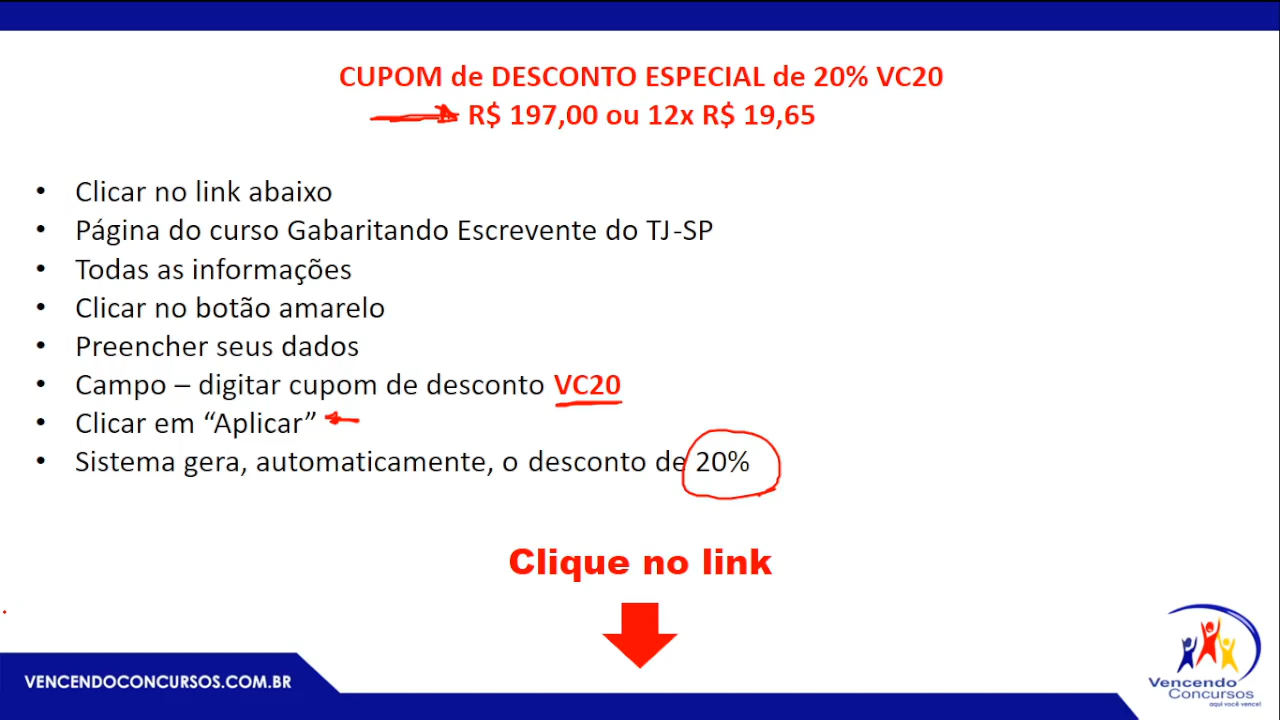 CUPOM de DESCONTO ESPECIAL de 20% VC20
R$ 197,00 ou 12x R$ 19,65
• Clicar no link abaixo
• Página do curso Gabaritando Escrevente do TJ-SP
• Todas as informações
• Clicar no botão amarelo
• Preencher seus dados
• Campo – digitar cupom de desconto VC20
• Clicar em “Aplicar”
• Sistema gera, automaticamente, o desconto de 20%
Clique no link
VENCENDOCONCURSOS.COM.BR
Vencendo
Concursos
aqui você vence!